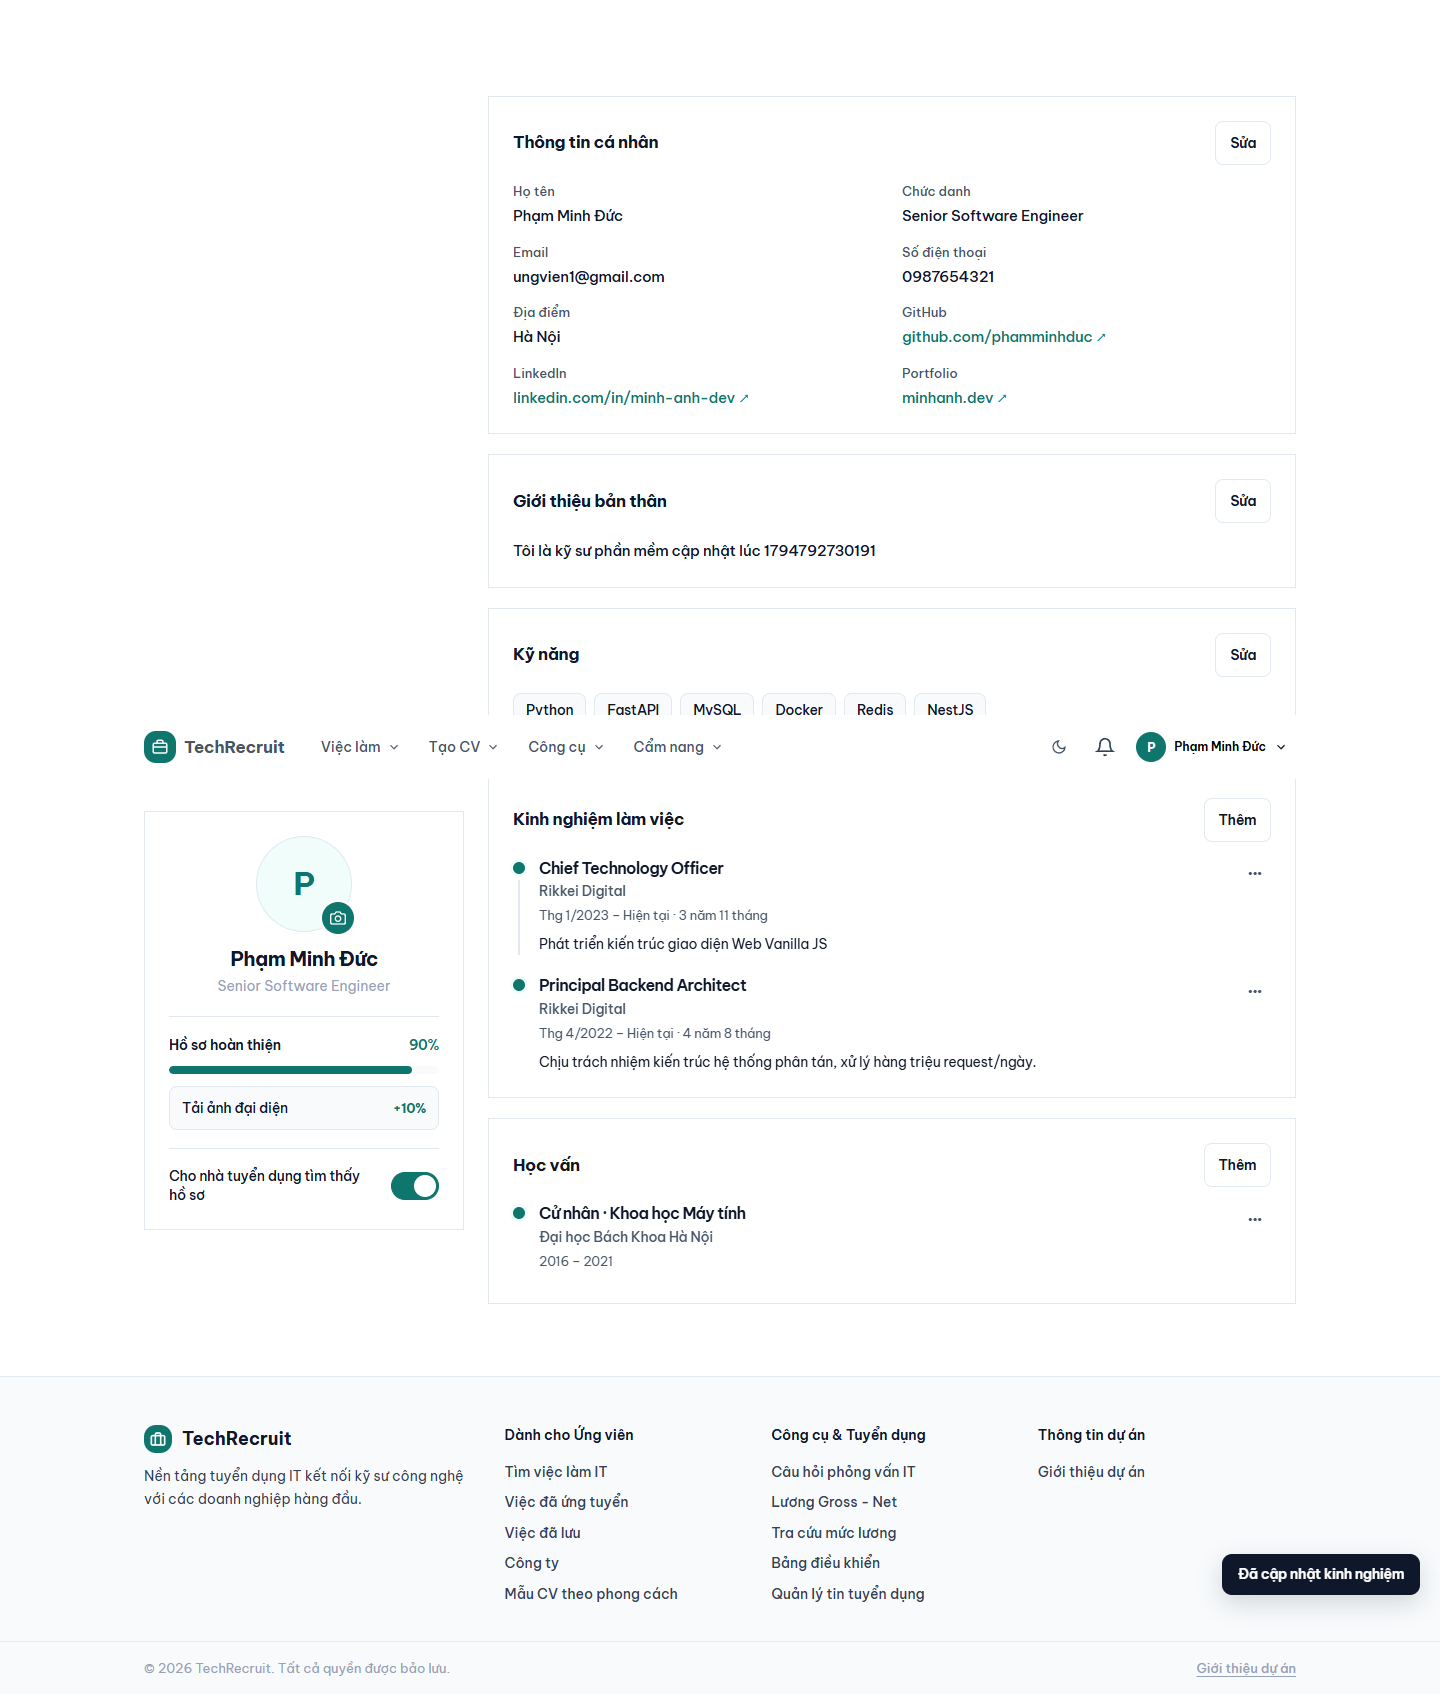 Thông tin cá nhân
Sửa
Họ tên
Phạm Minh Đức
Chức danh
Senior Software Engineer
Email
ungvien1@gmail.com
Số điện thoại
0987654321
Địa điểm
Hà Nội
GitHub
github.com/phamminhduc ↗
LinkedIn
linkedin.com/in/minh-anh-dev ↗
Portfolio
minhanh.dev ↗
Giới thiệu bản thân
Sửa
Tôi là kỹ sư phần mềm cập nhật lúc 1794792730191
Kỹ năng
Sửa
Python
FastAPI
MySQL
Docker
Redis
NestJS
TechRecruit
Việc làm
Tạo CV
Công cụ
Cẩm nang
P
Phạm Minh Đức
P
Phạm Minh Đức
Senior Software Engineer
Hồ sơ hoàn thiện
90%
Tải ảnh đại diện
+10%
Cho nhà tuyển dụng tìm thấy
hồ sơ
Kinh nghiệm làm việc
Thêm
Chief Technology Officer
Rikkei Digital
Thg 1/2023 – Hiện tại · 3 năm 11 tháng
Phát triển kiến trúc giao diện Web Vanilla JS
Principal Backend Architect
Rikkei Digital
Thg 4/2022 – Hiện tại · 4 năm 8 tháng
Chịu trách nhiệm kiến trúc hệ thống phân tán, xử lý hàng triệu request/ngày.
Học vấn
Thêm
Cử nhân · Khoa học Máy tính
Đại học Bách Khoa Hà Nội
2016 – 2021
TechRecruit
Nền tảng tuyển dụng IT kết nối kỹ sư công nghệ
với các doanh nghiệp hàng đầu.
Dành cho Ứng viên
Tìm việc làm IT
Việc đã ứng tuyển
Việc đã lưu
Công ty
Mẫu CV theo phong cách
Công cụ & Tuyển dụng
Câu hỏi phỏng vấn IT
Lương Gross - Net
Tra cứu mức lương
Bảng điều khiển
Quản lý tin tuyển dụng
Thông tin dự án
Giới thiệu dự án
Đã cập nhật kinh nghiệm
© 2026 TechRecruit. Tất cả quyền được bảo lưu.
Giới thiệu dự án